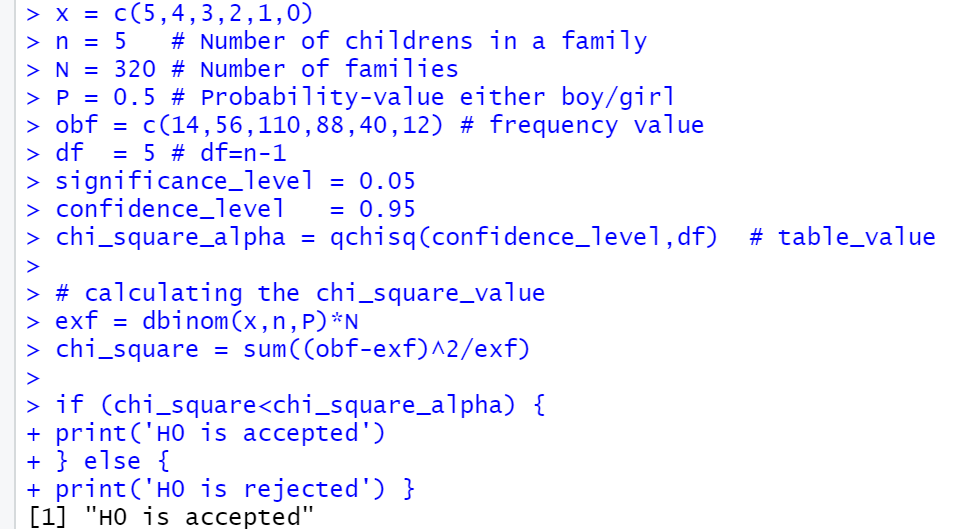 > x = c(5,4,3,2,1,0)
> n = 5   # Number of childrens in a family
> N = 320 # Number of families
> P = 0.5 # Probability-value either boy/girl
> obf = c(14,56,110,88,40,12) # frequency value
> df  = 5 # df=n-1
> significance_level = 0.05
> confidence_level   = 0.95
> chi_square_alpha = qchisq(confidence_level,df)  # table_value
>
> # calculating the chi_square_value
> exf = dbinom(x,n,P)*N
> chi_square = sum((obf-exf)^2/exf)
>
> if (chi_square<chi_square_alpha) {
+ print('H0 is accepted')
+ } else {
+ print('H0 is rejected') }
[1] "H0 is accepted"